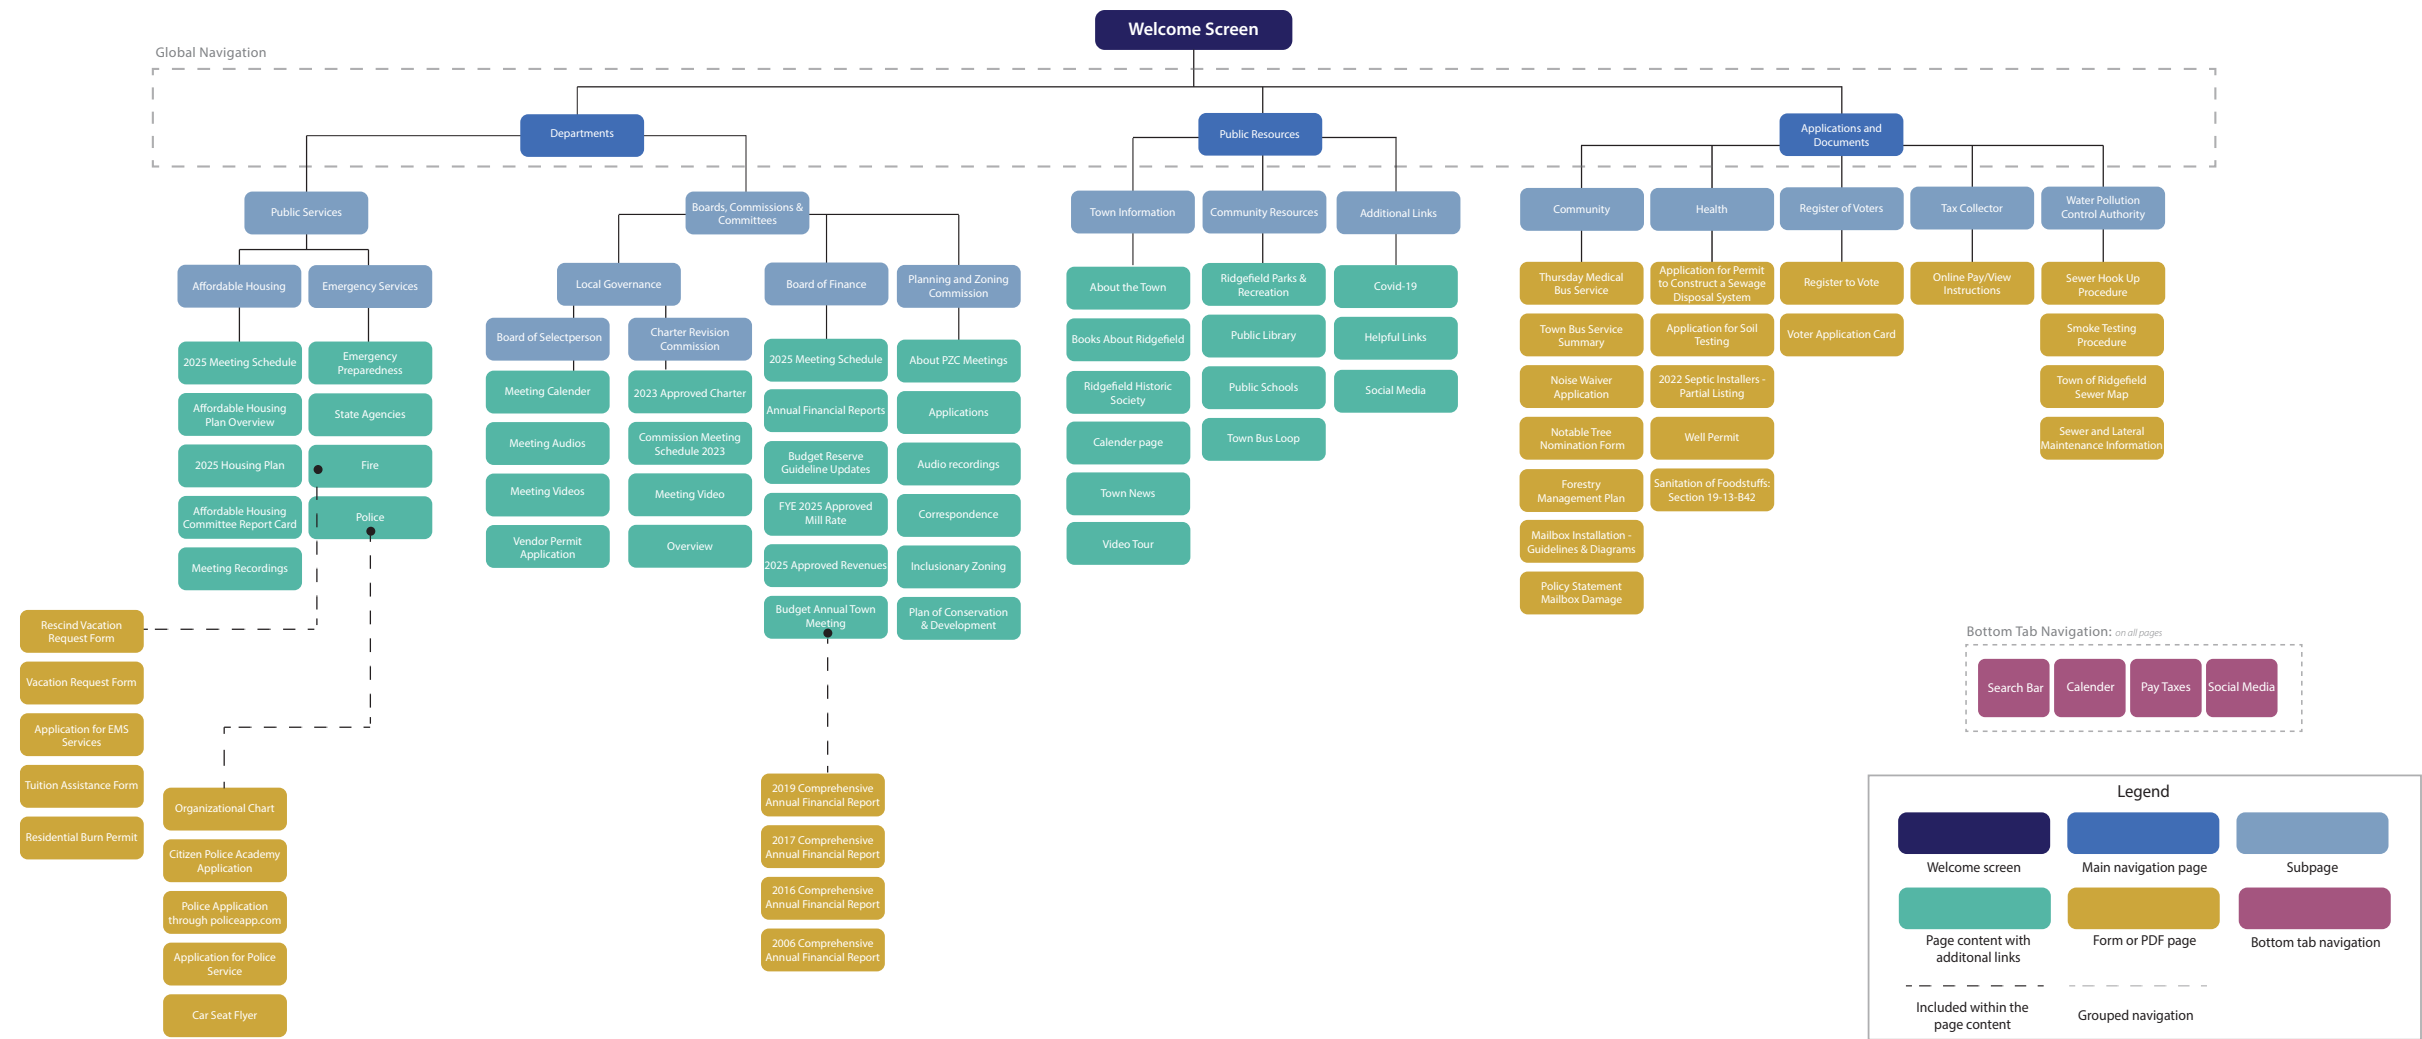 Welcome Screen
Global Navigation
Departments
Public Resources
Applications and
Documents
Public Services
Boards, Commissions &
Committees
Town Information
Community Resources
Additional Links
Community
Health
Register of Voters
Tax Collector
Water Pollution
Control Authority
Affordable Housing
Emergency Services
Local Governance
Board of Finance
Planning and Zoning
Commission
Board of Selectperson
Charter Revision
Commission
2025 Meeting Schedule
Affordable Housing
Plan Overview
2025 Housing Plan
Affordable Housing
Committee Report Card
Meeting Recordings
Emergency
Preparedness
State Agencies
Fire
Police
Meeting Calender
Meeting Audios
Meeting Videos
Vendor Permit
Application
2023 Approved Charter
Commission Meeting
Schedule 2023
Meeting Video
Overview
2025 Meeting Schedule
Annual Financial Reports
Budget Reserve
Guideline Updates
FYE 2025 Approved
Mill Rate
2025 Approved Revenues
Budget Annual Town
Meeting
About PZC Meetings
Applications
Audio recordings
Correspondence
Inclusionary Zoning
Plan of Conservation
& Development
About the Town
Books About Ridgefield
Ridgefield Historic
Society
Calender page
Town News
Video Tour
Ridgefield Parks &
Recreation
Public Library
Public Schools
Town Bus Loop
Covid-19
Helpful Links
Social Media
Thursday Medical
Bus Service
Town Bus Service
Summary
Noise Waiver
Application
Notable Tree
Nomination Form
Forestry
Management Plan
Mailbox Installation -
Guidelines & Diagrams
Policy Statement
Mailbox Damage
Application for Permit
to Construct a Sewage
Disposal System
Application for Soil
Testing
2022 Septic Installers -
Partial Listing
Well Permit
Sanitation of Foodstuffs:
Section 19-13-B42
Register to Vote
Voter Application Card
Online Pay/View
Instructions
Sewer Hook Up
Procedure
Smoke Testing
Procedure
Town of Ridgefield
Sewer Map
Sewer and Lateral
Maintenance Information
Rescind Vacation
Request Form
Vacation Request Form
Application for EMS
Services
Tuition Assistance Form
Residential Burn Permit
Organizational Chart
Citizen Police Academy
Application
Police Application
through policeapp.com
Application for Police
Service
Car Seat Flyer
2019 Comprehensive
Annual Financial Report
2017 Comprehensive
Annual Financial Report
2016 Comprehensive
Annual Financial Report
2006 Comprehensive
Annual Financial Report
Bottom Tab Navigation: on all pages
Search Bar
Calender
Pay Taxes
Social Media
Legend
Welcome screen
Main navigation page
Subpage
Page content with
additonal links
Form or PDF page
Bottom tab navigation
Included within the
page content
Grouped navigation